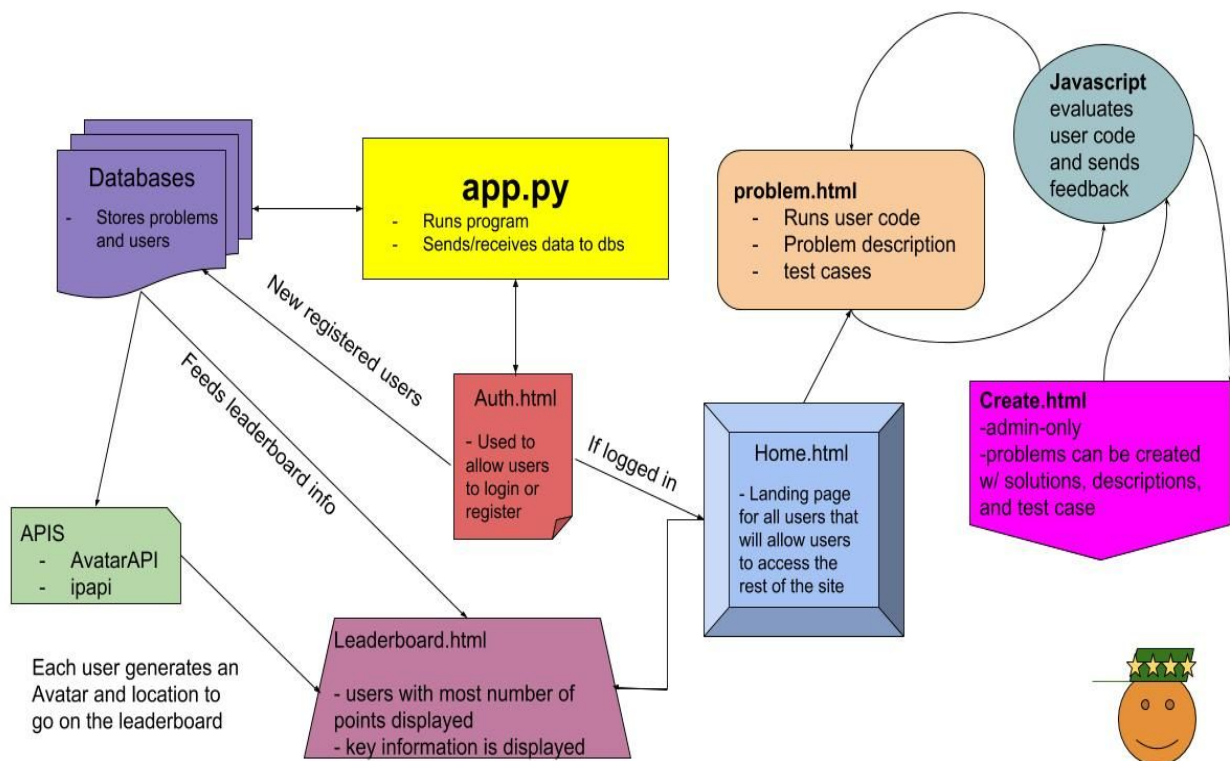 Databases
- Stores problems
and users
app.py
- Runs program
- Sends/receives data to dbs
problem.html
- Runs user code
- Problem description
- test cases
Javascript
evaluates
user code
and sends
feedback
New registered users
Feeds leaderboard
info
Auth.html
- Used to
allow users
to login or
register
If logged in
Home.html
- Landing page
for all users that
will allow users
to access the
rest of the site
Create.html
-admin-only
-problems can be created
w/ solutions, descriptions,
and test case
APIS
- AvatarAPI
- ipapi
Each user generates an
Avatar and location to
go on the leaderboard
Leaderboard.html
- users with most number of
points displayed
- key information is displayed